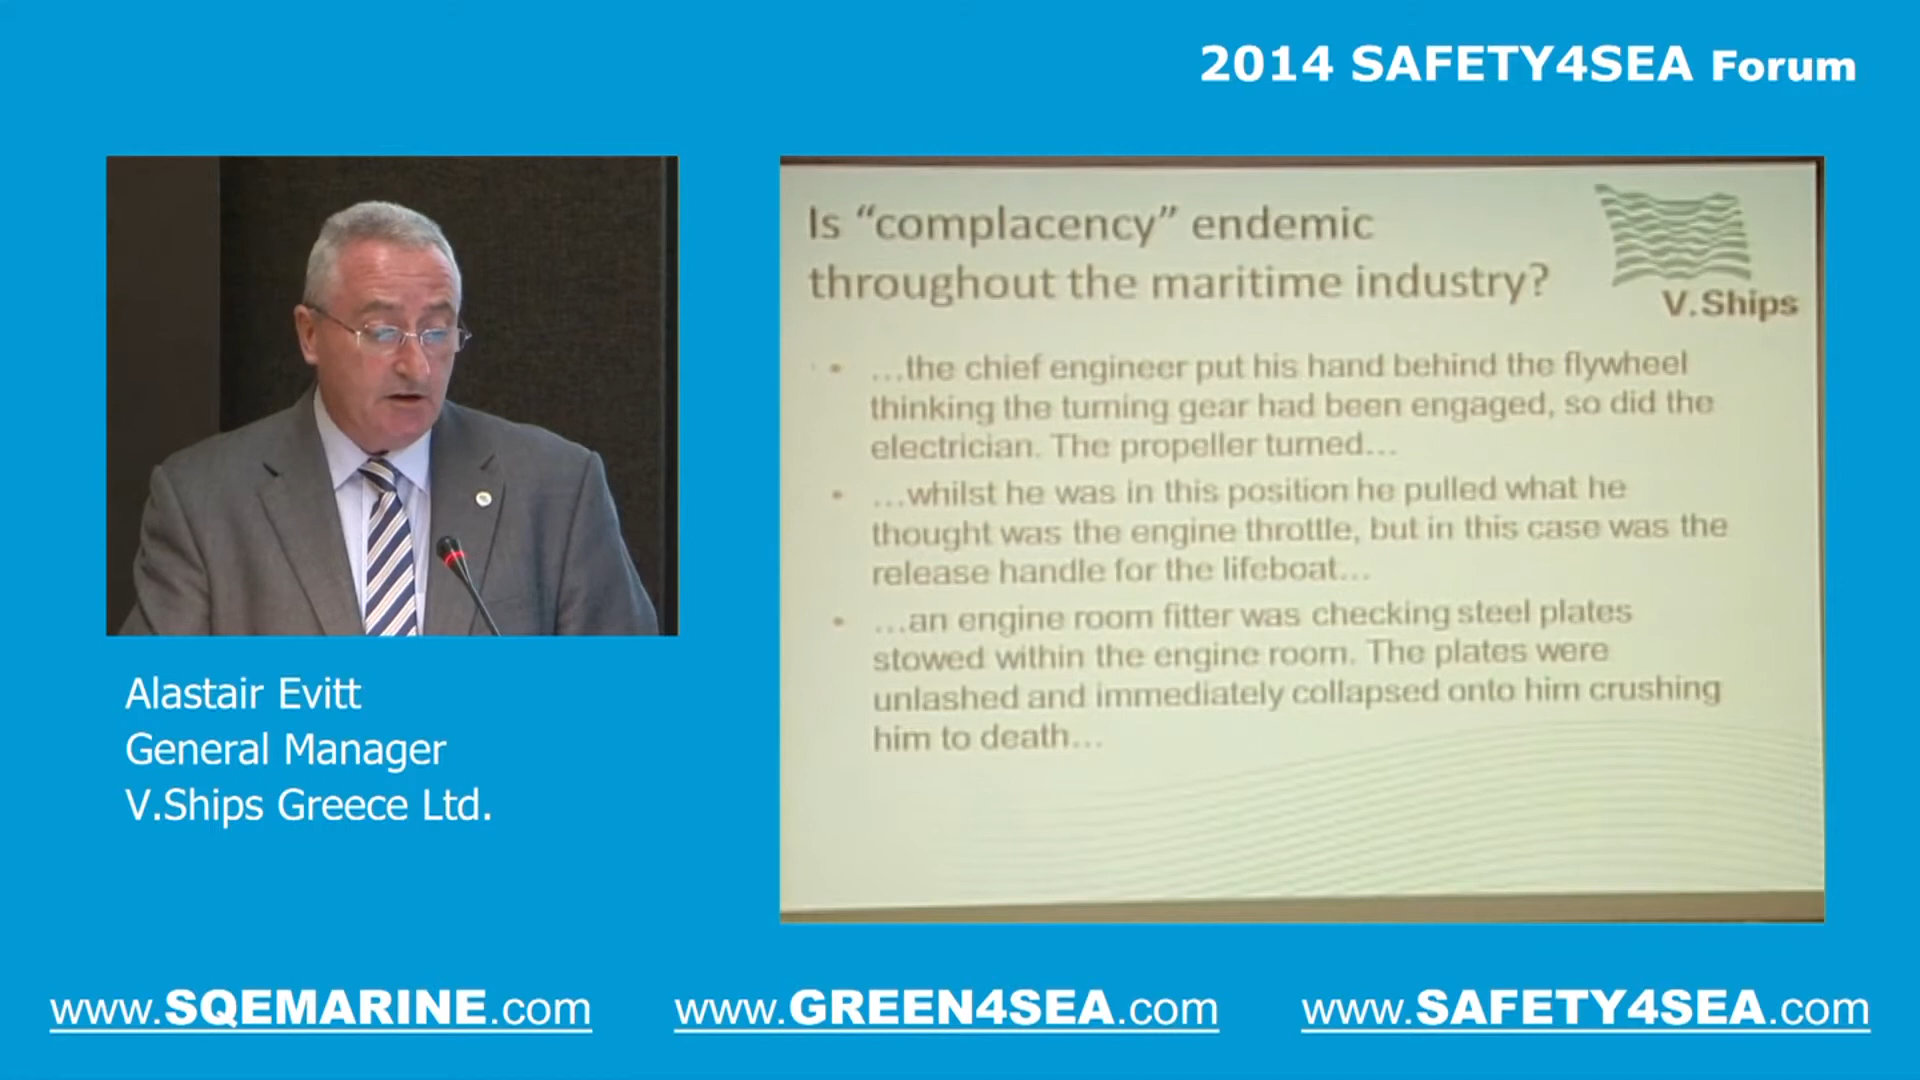 2014 SAFETY4SEA Forum
Is “complacency” endemic
throughout the maritime industry?
V.Ships
• …the chief engineer put his hand behind the flywheel
thinking the turning gear had been engaged, so did the
electrician. The propeller turned…
• …whilst he was in this position he pulled what he
thought was the engine throttle, but in this case was the
release handle for the lifeboat…
• …an engine room fitter was checking steel plates
stowed within the engine room. The plates were
unlashed and immediately collapsed onto him crushing
him to death…
Alastair Evitt
General Manager
V.Ships Greece Ltd.
www.SQEMARINE.com
www.GREEN4SEA.com
www.SAFETY4SEA.com